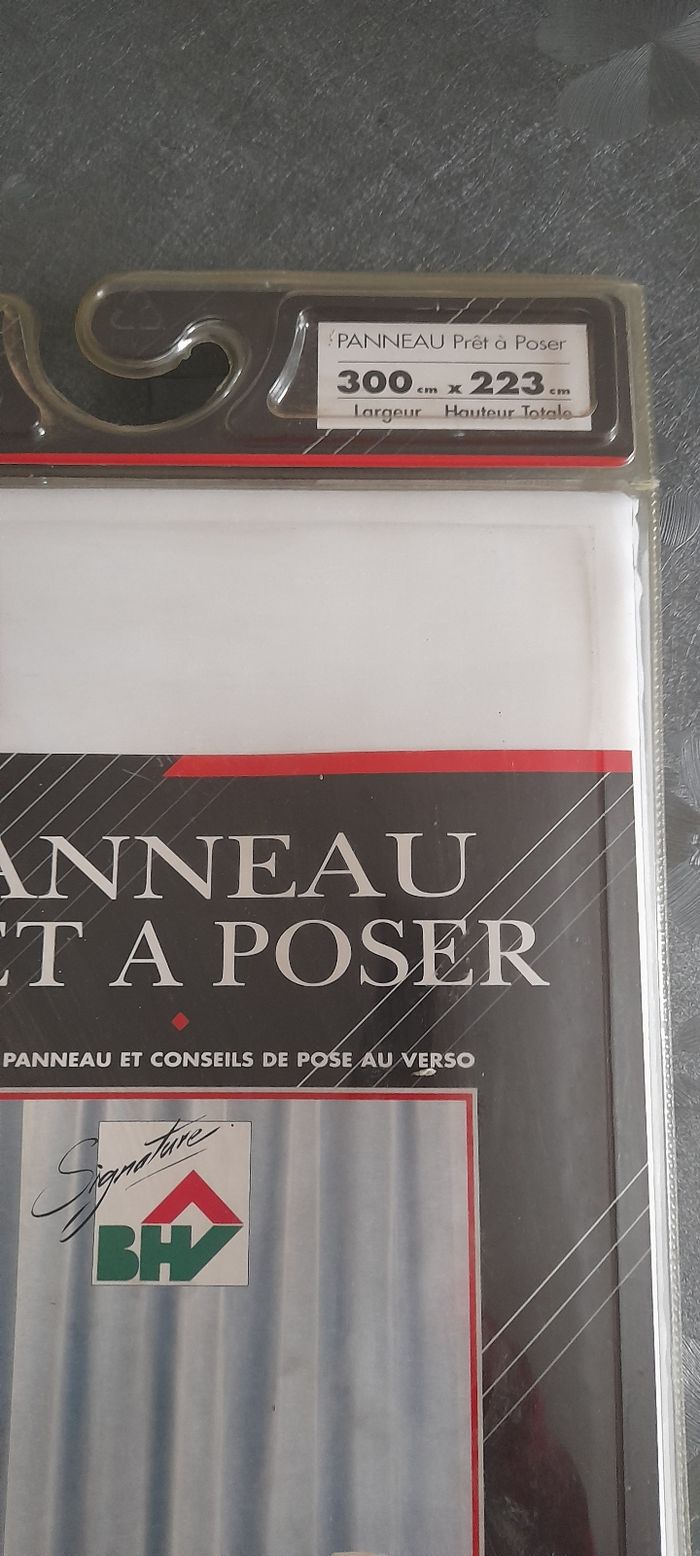 PANNEAU Prêt à Poser
300 cm x 223 cm
Largeur Hauteur Totale
ANNEAU
ET A POSER
PANNEAU ET CONSEILS DE POSE AU VERSO
Signature
BHV